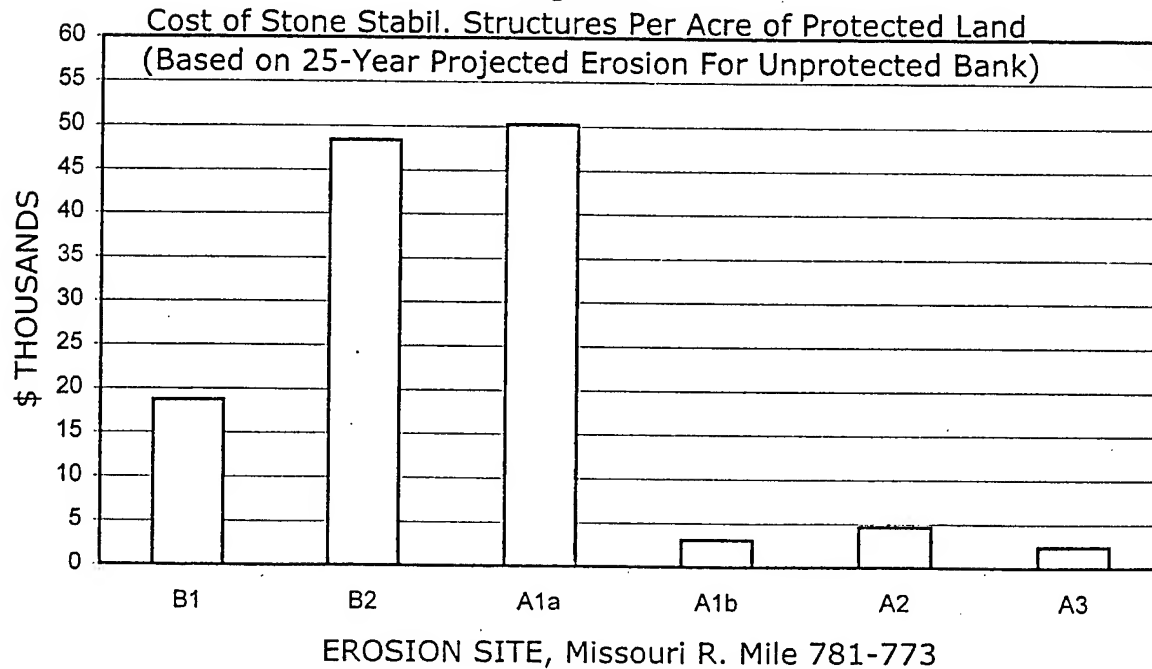 Cost of Stone Stabil. Structures Per Acre of Protected Land
(Based on 25-Year Projected Erosion For Unprotected Bank)
60
55
50
45
40
35
30
25
20
15
10
5
0
$ THOUSANDS
B1 B2 A1a A1b A2 A3
EROSION SITE, Missouri R. Mile 781-773